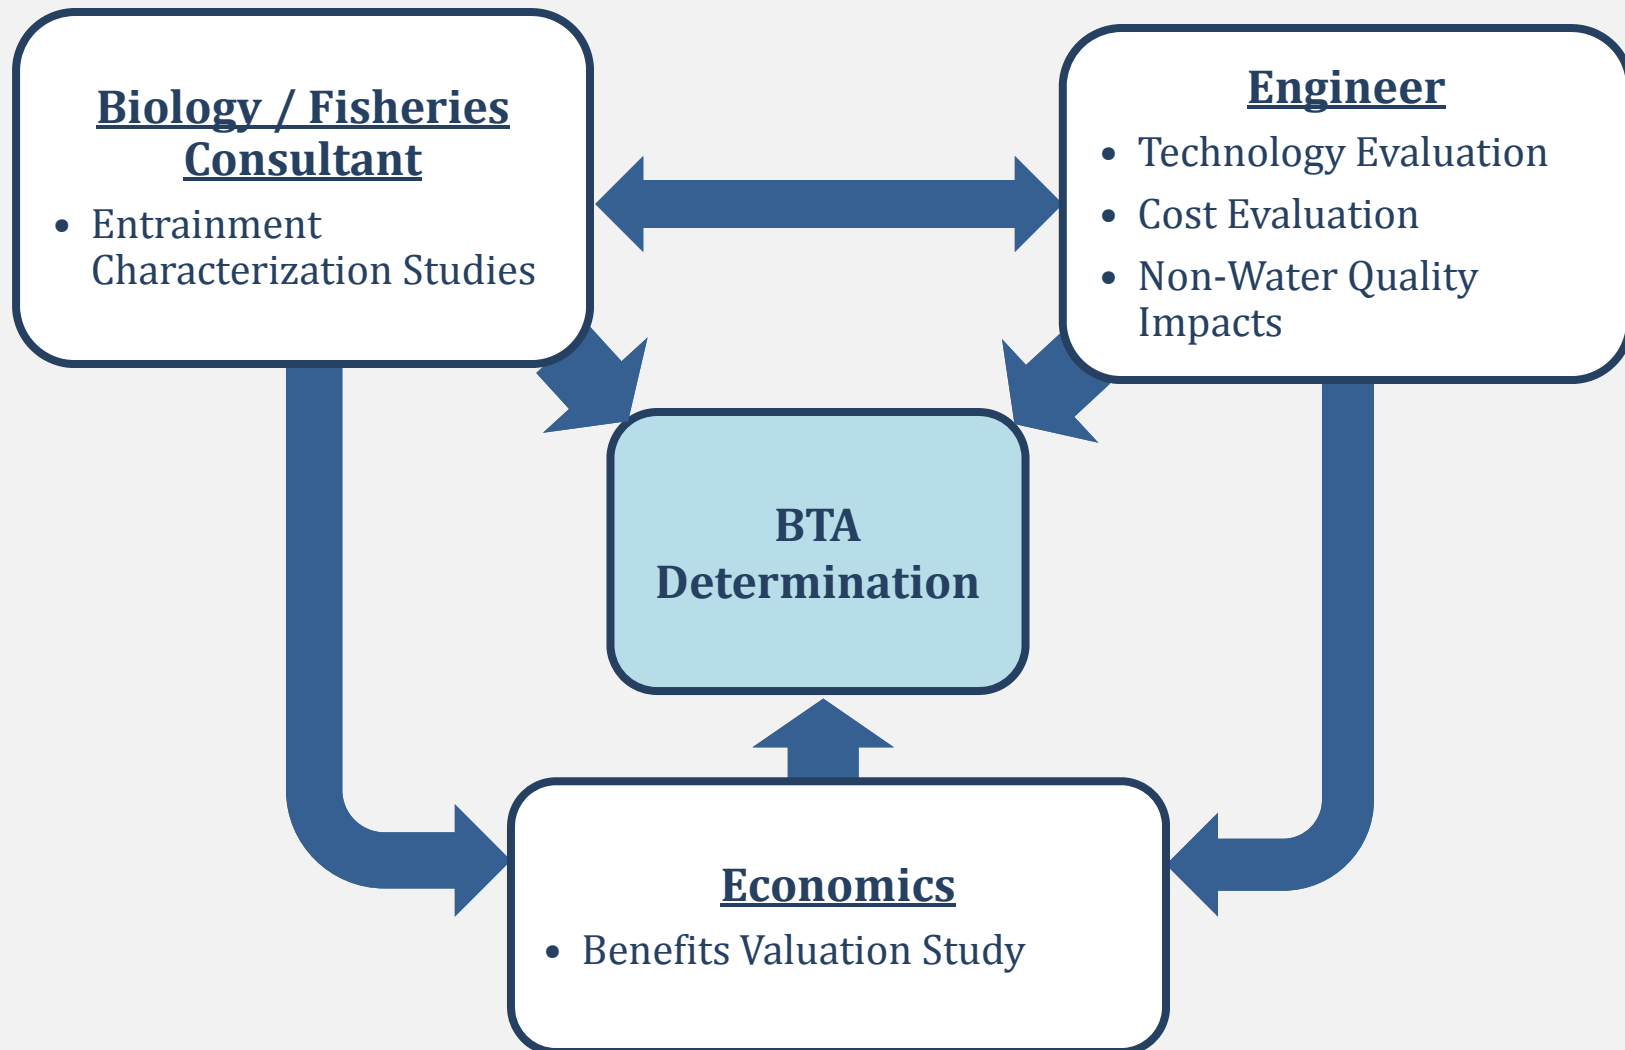 Biology / Fisheries
Consultant
• Entrainment
Characterization Studies
Engineer
• Technology Evaluation
• Cost Evaluation
• Non-Water Quality
Impacts
BTA
Determination
Economics
• Benefits Valuation Study